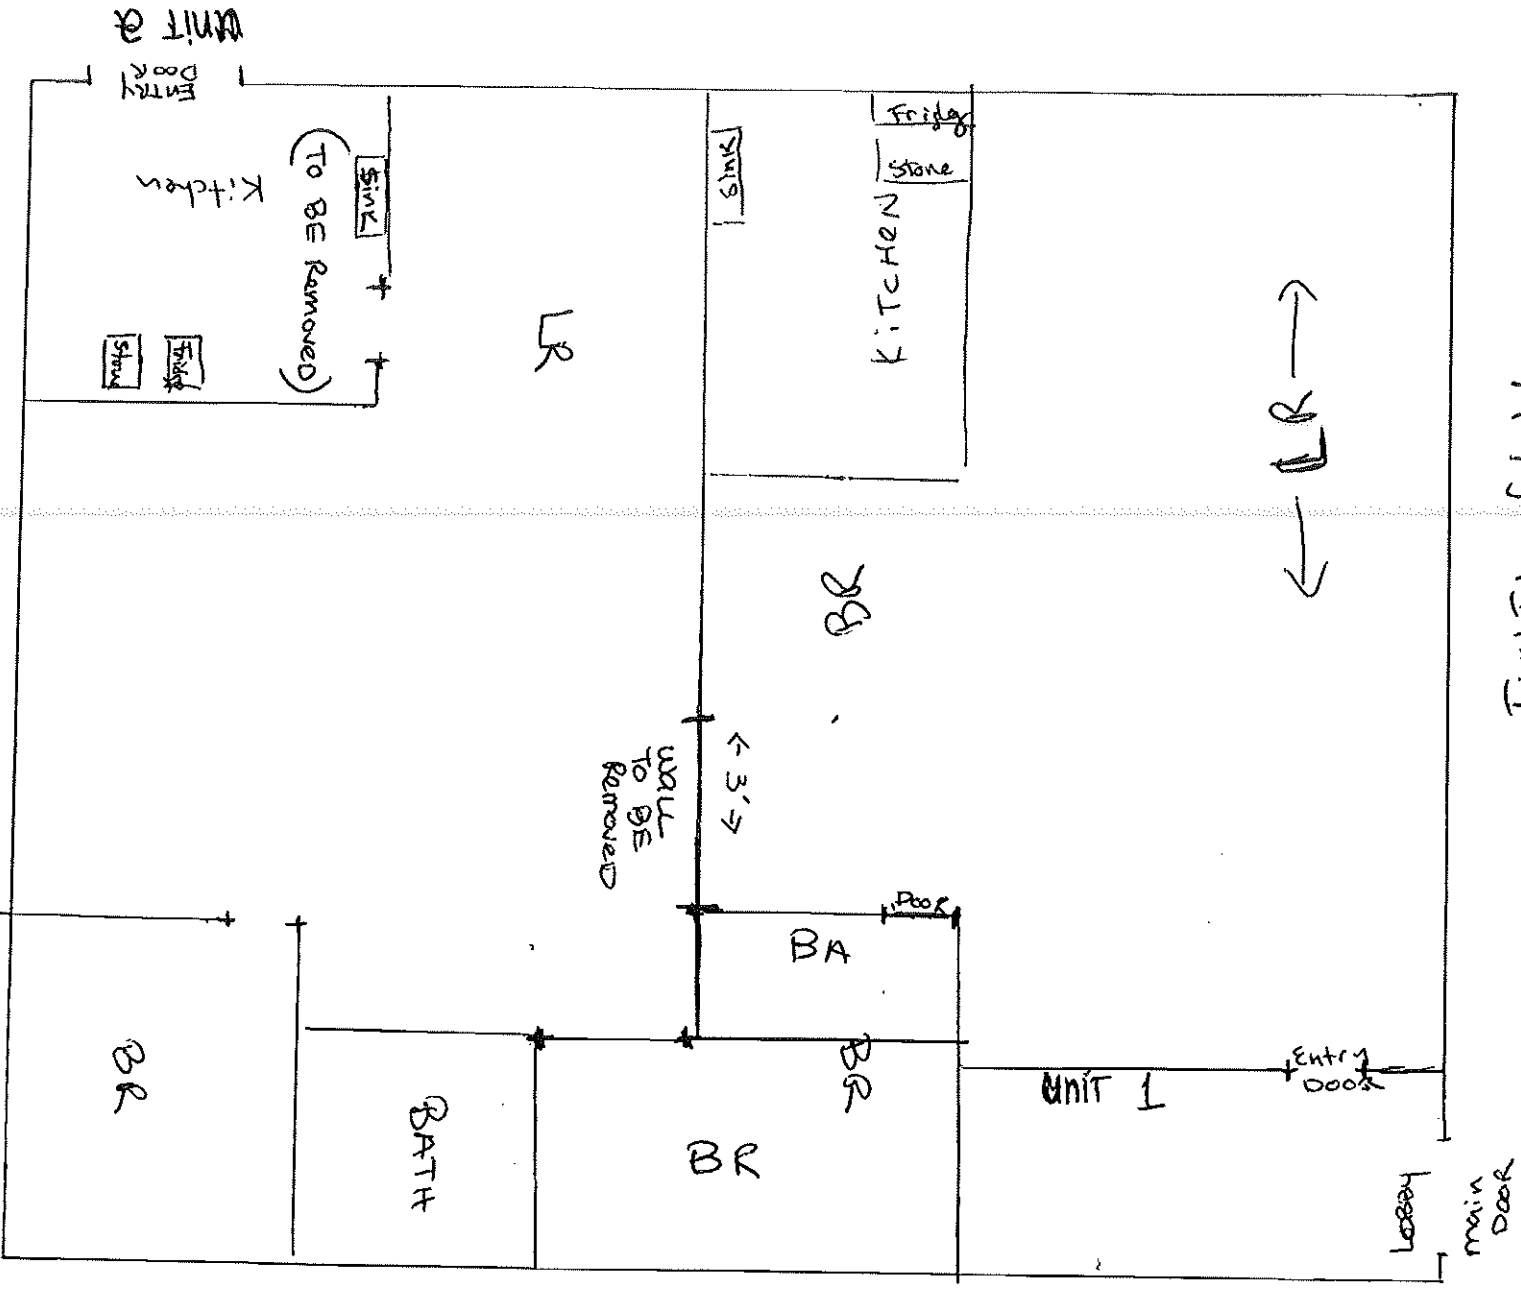 unit 2
ENTRY
DOOR
Kitchen
(TO BE Removed)
Sink
Fridge
Stove
LR
Sink
Fridg
Stove
KiTCHeN
← LR →
BR
← 3' →
WALL
TO BE
RemoveD
DooR
BA
BR
BATH
BR
BR
unit 1
Entry
DOOR
LOBBY
main
DOOR